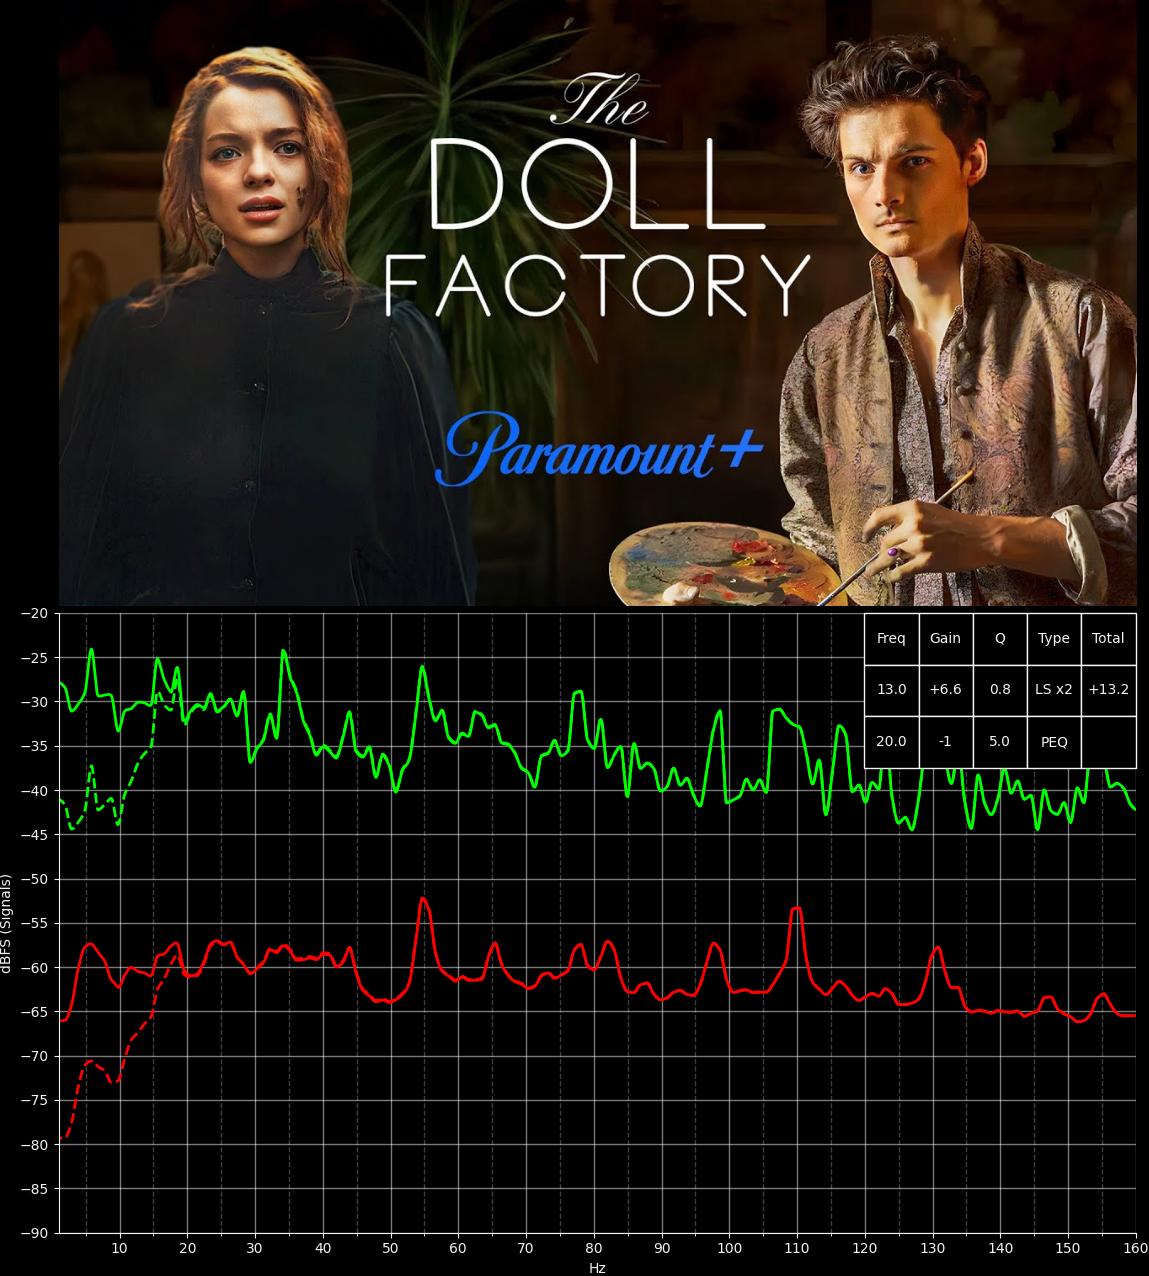 The
DOLL
FACTORY
Paramount+
Freq Gain Q Type Total
13.0 +6.6 0.8 LS x2 +13.2
20.0 -1 5.0 PEQ
−20
−25
−30
−35
−40
−45
−50
−55
−60
−65
−70
−75
−80
−85
−90
dBFS (Signals)
10 20 30 40 50 60 70 80 90 100 110 120 130 140 150 160
Hz